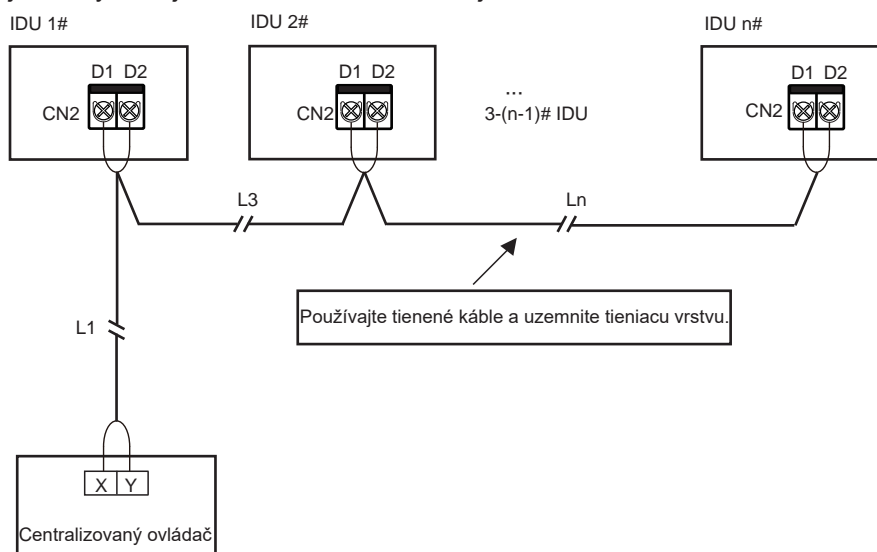 IDU 1#
IDU 2#
IDU n#
D1 D2
D1 D2
D1 D2
CN2
CN2
CN2
...
3-(n-1)# IDU
L3
Ln
L1
Používajte tienené káble a uzemnite tieniacu vrstvu.
X Y
Centralizovaný ovládač